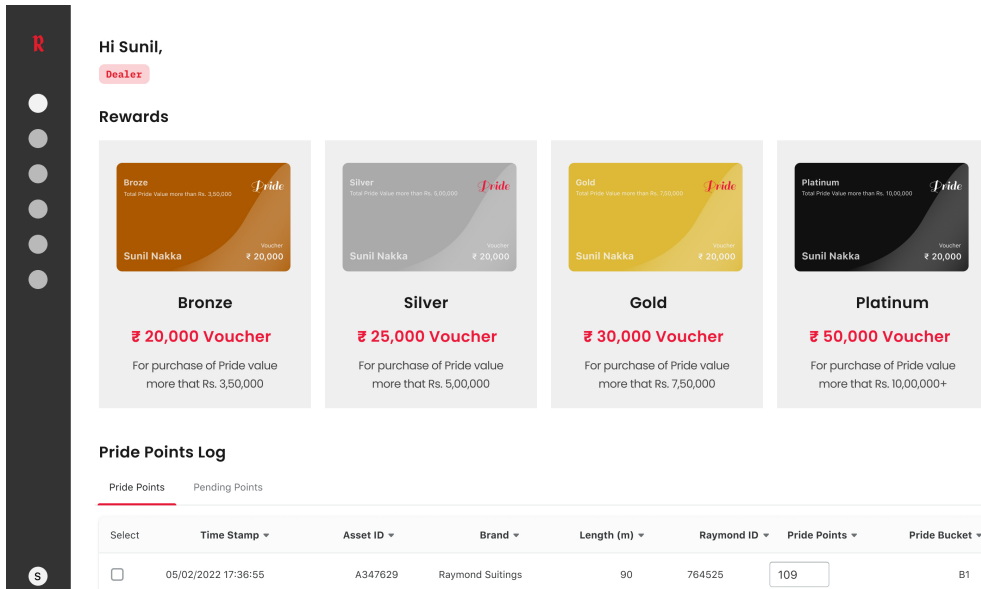 R
Hi Sunil,
Dealer
Rewards
Broze
Total Pride Value more than Rs. 3,50,000
Pride
Sunil Nakka
Voucher
₹ 20,000
Bronze
₹ 20,000 Voucher
For purchase of Pride value
more that Rs. 3,50,000
Silver
Total Pride Value more than Rs. 5,00,000
Pride
Sunil Nakka
Voucher
₹ 20,000
Silver
₹ 25,000 Voucher
For purchase of Pride value
more that Rs. 5,00,000
Gold
Total Pride Value more than Rs. 7,50,000
Pride
Sunil Nakka
Voucher
₹ 20,000
Gold
₹ 30,000 Voucher
For purchase of Pride value
more that Rs. 7,50,000
Platinum
Total Pride Value more than Rs. 10,00,000
Pride
Sunil Nakka
Voucher
₹ 20,000
Platinum
₹ 50,000 Voucher
For purchase of Pride value
more that Rs. 10,00,000+
Pride Points Log
Pride Points Pending Points
Select Time Stamp Asset ID Brand Length (m) Raymond ID Pride Points Pride Bucket
05/02/2022 17:36:55 A347629 Raymond Suitings 90 764525 109 B1
S